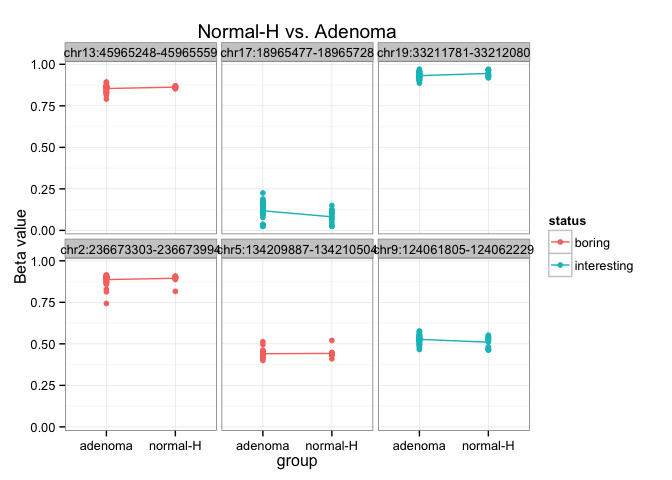 Normal-H vs. Adenoma
chr13:45965248-45965559
chr17:18965477-18965728
chr19:33211781-33212080
1.00
0.75
0.50
0.25
0.00
chr2:236673303-236673994
chr5:134209887-134210504
chr9:124061805-124062229
1.00
0.75
0.50
0.25
0.00
Beta value
adenoma normal-H adenoma normal-H adenoma normal-H
group
status
boring
interesting